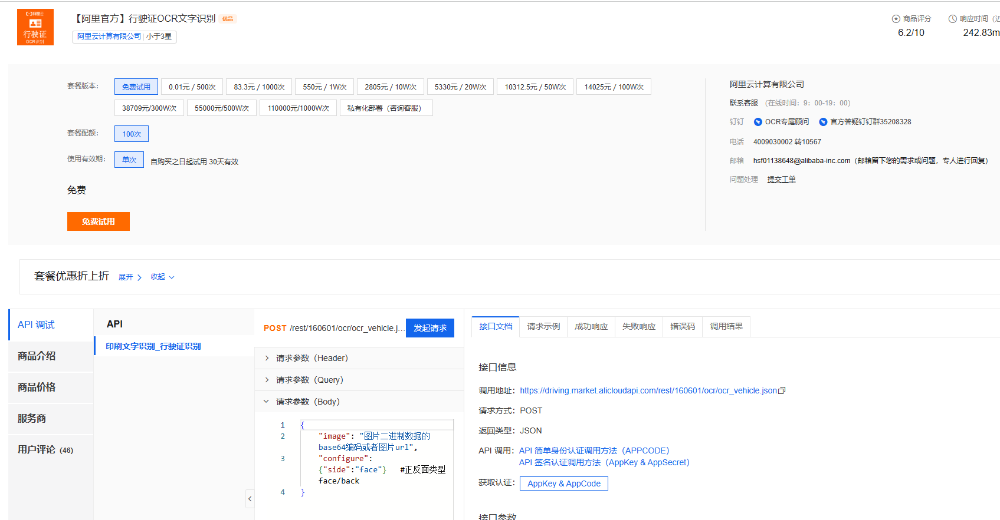 阿里云
行驶证
OCR识别
【阿里官方】行驶证OCR文字识别 优品
阿里云计算有限公司 小于3星
商品评分
6.2/10
响应时间（近
242.83m
套餐版本：
免费试用 0.01元 / 500次 83.3元 / 1000次 550元 / 1W次 2805元 / 10W次 5330元 / 20W次 10312.5元 / 50W次 14025元 / 100W次
38709元/300W次 55000元/500W次 110000元/1000W次 私有化部署（咨询客服）
套餐配额： 100次
使用有效期： 单次 自购买之日起试用 30天有效
免费
免费试用
阿里云计算有限公司
联系客服 （在线时间：9：00-19：00）
钉钉 OCR专属顾问 官方答疑钉钉群35208328
电话 4009030002 转10567
邮箱 hsf01138648@alibaba-inc.com（邮箱留下您的需求或问题，专人进行回复）
问题处理 提交工单
套餐优惠折上折 展开 收起
API 调试
商品介绍
商品价格
服务商
用户评论 (46)
API
印刷文字识别_行驶证识别
POST /rest/160601/ocr/ocr_vehicle.j... 发起请求
请求参数（Header）
请求参数（Query）
请求参数（Body）
1 {
2 "image": "图片二进制数据的
base64编码或者图片url",
3 "configure":
{"side":"face"} #正反面类型
face/back
4 }
接口文档 请求示例 成功响应 失败响应 错误码 调用结果
接口信息
调用地址： https://driving.market.alicloudapi.com/rest/160601/ocr/ocr_vehicle.json
请求方式： POST
返回类型： JSON
API 调用： API 简单身份认证调用方法（APPCODE）
API 签名认证调用方法（AppKey & AppSecret）
获取认证： AppKey & AppCode
接口参数